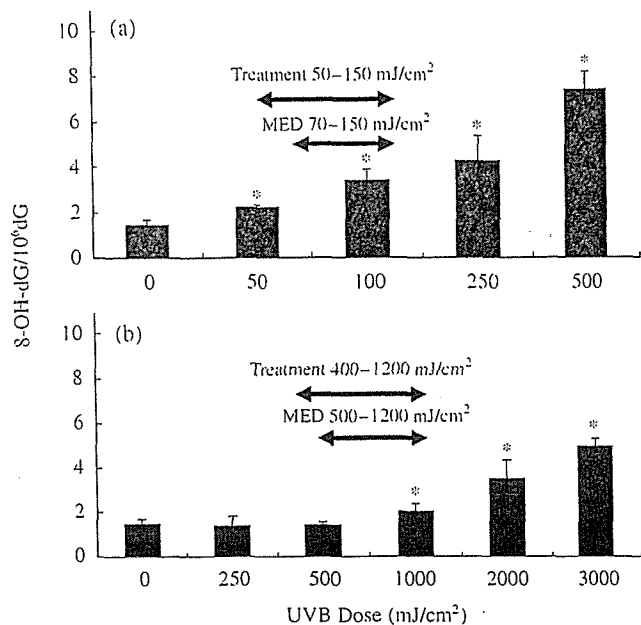 (a)
10
8
6
4
2
0
Treatment 50–150 mJ/cm²
MED 70–150 mJ/cm²
*
*
*
*
0 50 100 250 500
8-OH-dG/10⁶dG
(b)
10
8
6
4
2
0
Treatment 400–1200 mJ/cm²
MED 500–1200 mJ/cm²
*
*
*
0 250 500 1000 2000 3000
UVB Dose (mJ/cm²)